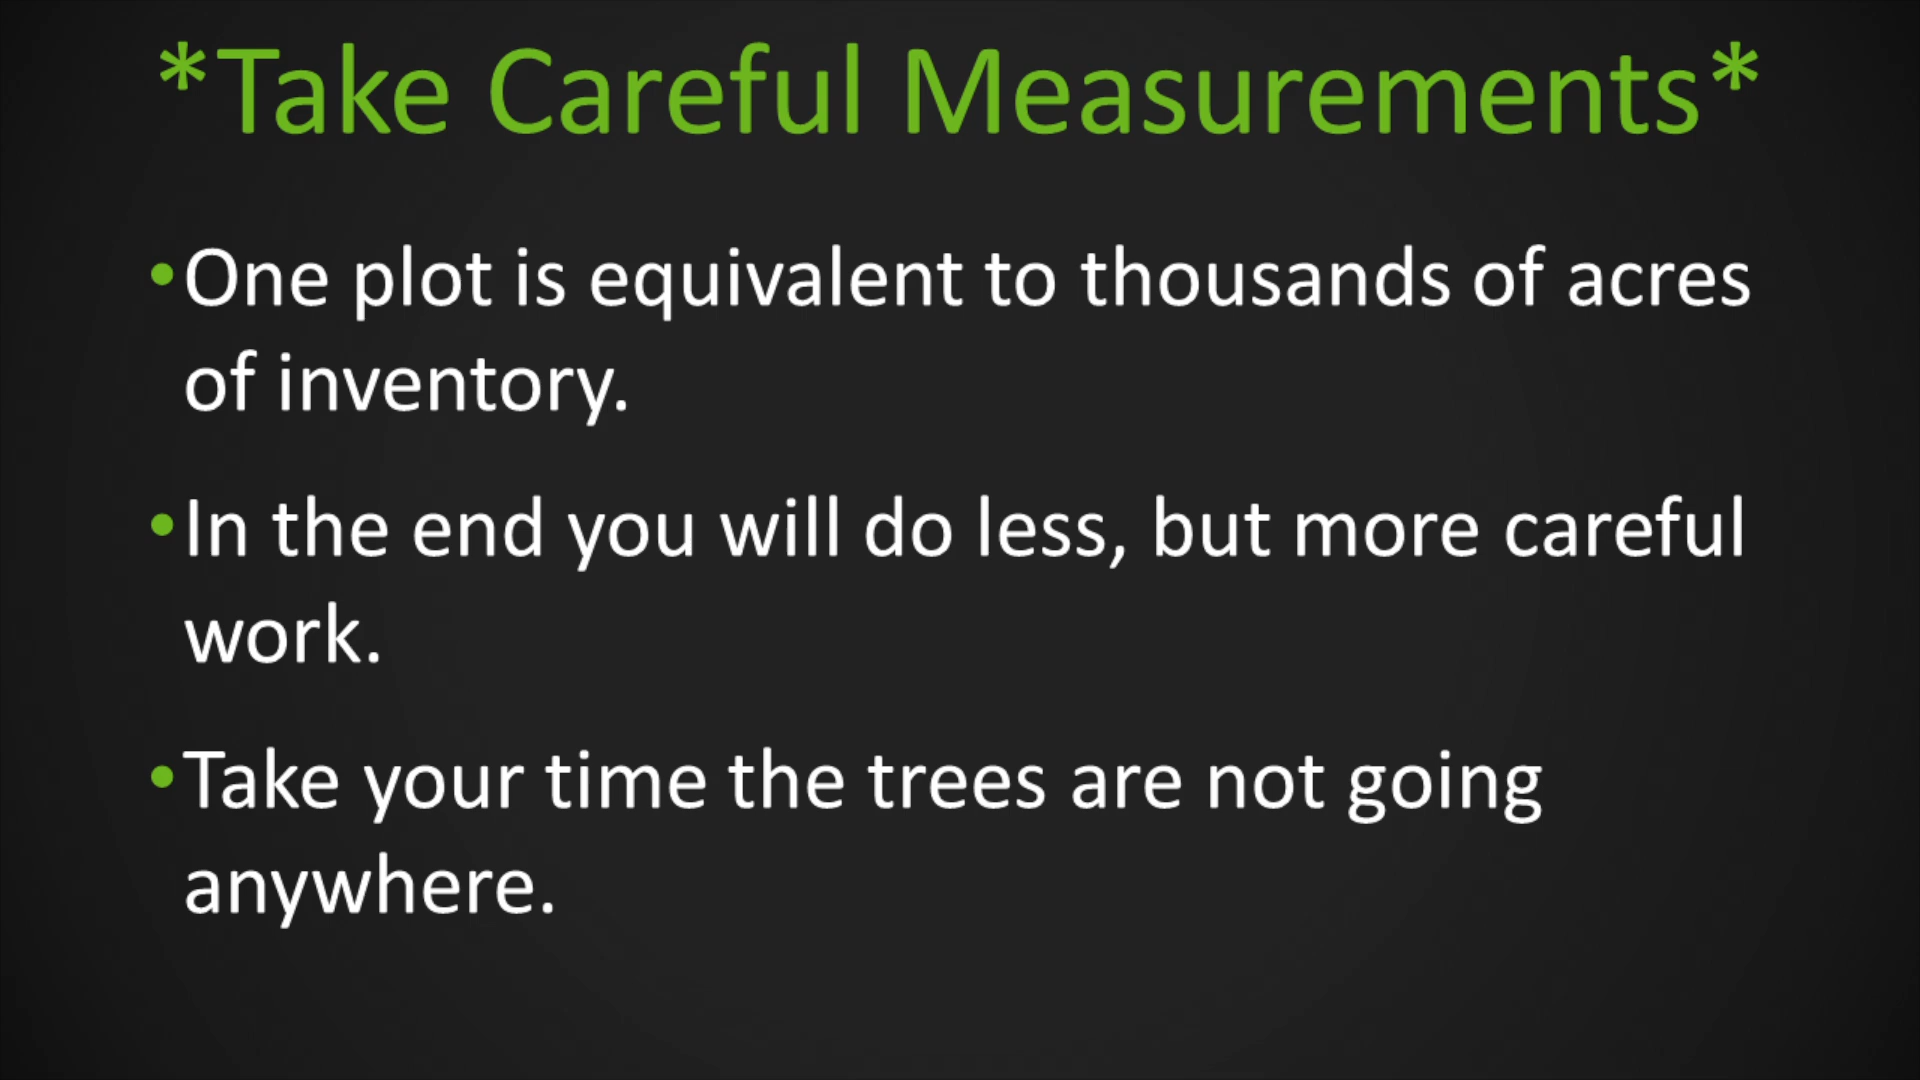 *Take Careful Measurements*
•One plot is equivalent to thousands of acres
of inventory.
•In the end you will do less, but more careful
work.
•Take your time the trees are not going
anywhere.